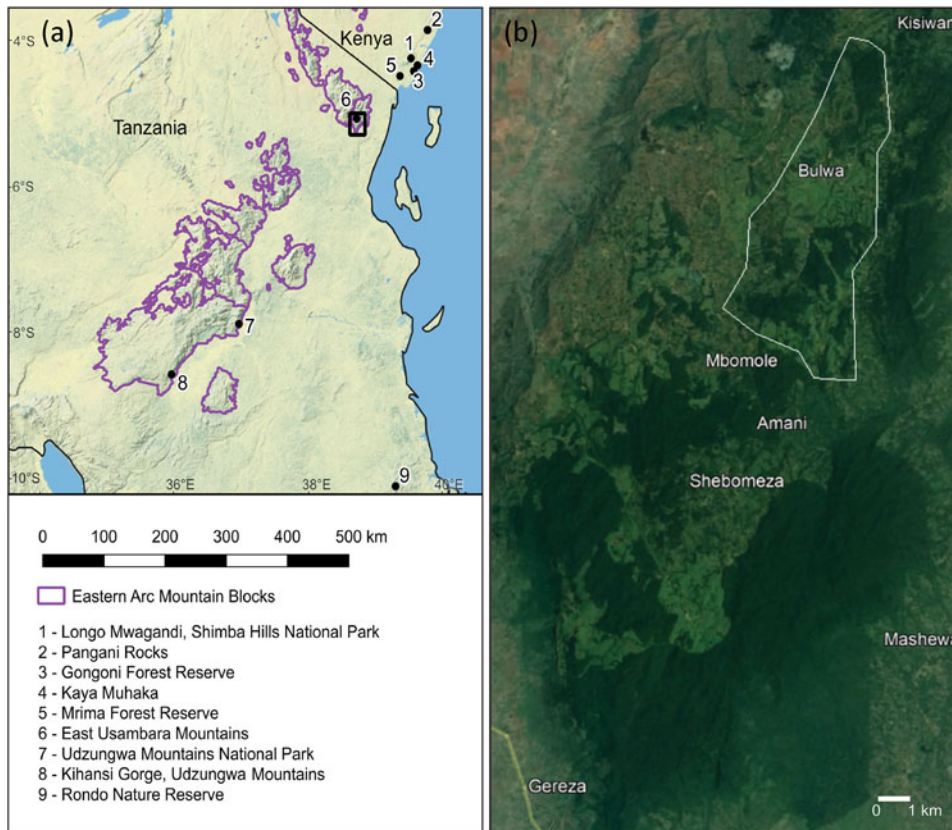 (a)
Kenya
2
1
4
5
3
-4°S
6
Tanzania
-6°S
-8°S
7
8
9
-10°S
36°E
38°E
40°E
0 100 200 300 400 500 km
Eastern Arc Mountain Blocks
1 - Longo Mwagandi, Shimba Hills National Park
2 - Pangani Rocks
3 - Gongoni Forest Reserve
4 - Kaya Muhaka
5 - Mrima Forest Reserve
6 - East Usambara Mountains
7 - Udzungwa Mountains National Park
8 - Kihansi Gorge, Udzungwa Mountains
9 - Rondo Nature Reserve
(b)
Kisiwan
Bulwa
Mbomole
Amani
Shebomeza
Mashewa
Gereza
1 km